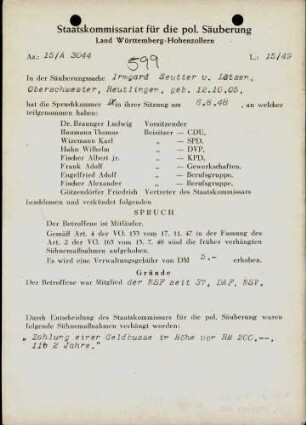 Staatskommissariat für die pol. Säuberung
Land Württemberg-Hohenzollern
Az.: 15/A 3044
L.: 15/49
599
In der Säuberungssache Irmgard Seutter v. Lötzen,
Oberschwester, Reutlingen, geb. 12.10.05,
hat die Spruchkammer IX in ihrer Sitzung am 6.8.48, an welcher
teilgenommen haben:
Dr. Braunger Ludwig Vorsitzender
Baumann Thomas Beisitzer — CDU,
Wizemann Karl „ — SPD,
Hahn Wilhelm „ — DVP,
Fischer Albert jr. „ — KPD,
Frank Adolf „ — Gewerkschaften,
Engelfried Adolf „ — Berufsgruppe,
Fischer Alexander „ — Berufsgruppe,
Götzendörfer Friedrich Vertreter des Staatskommissars
beschlossen und verkündet folgenden
SPRUCH
Der Betroffene ist Mitläufer.
Gemäß Art. 4 der VO. 133 vom 17. 11. 47 in der Fassung des
Art. 2 der VO. 165 vom 13. 7. 48 sind die früher verhängten
Sühnemaßnahmen aufgehoben.
Es wird eine Verwaltungsgebühr von DM 5.- erhoben.
Gründe
Der Betroffene war Mitglied der NSF seit 37, DAF, NSV.
Durch Entscheidung des Staatskommissars für die pol. Säuberung waren
folgende Sühnemaßnahmen verhängt worden:
„ Zahlung einer Geldbusse in Höhe von RM 200,--,
2 Jahre."